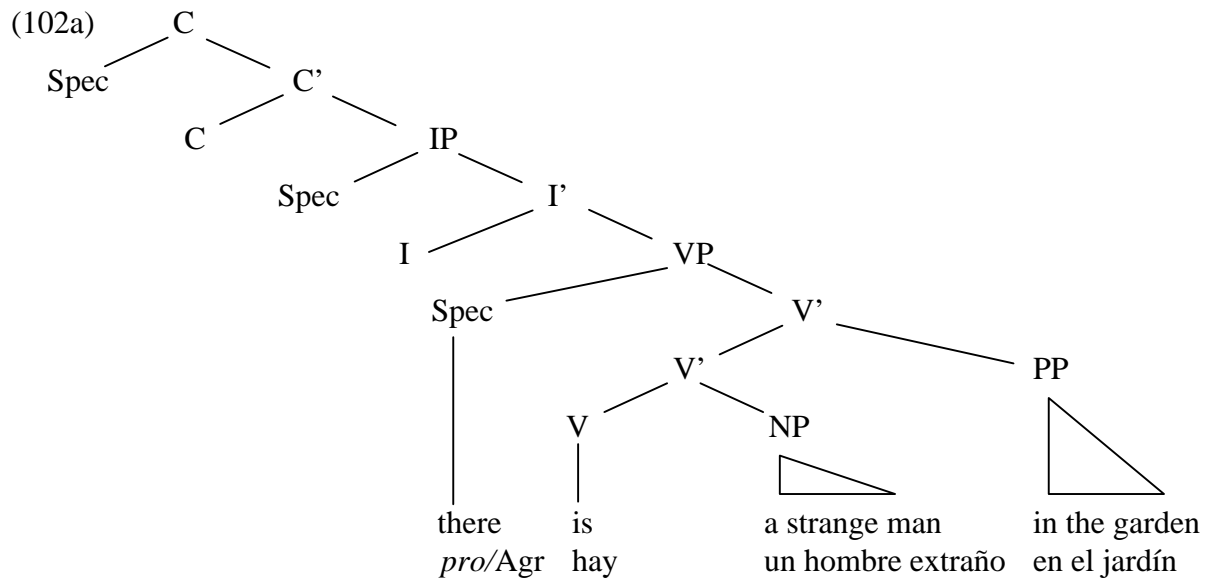 (102a) C
Spec C’
C IP
Spec I’
I VP
Spec V’
V’ PP
V NP
there is a strange man in the garden
pro/Agr hay un hombre extraño en el jardín